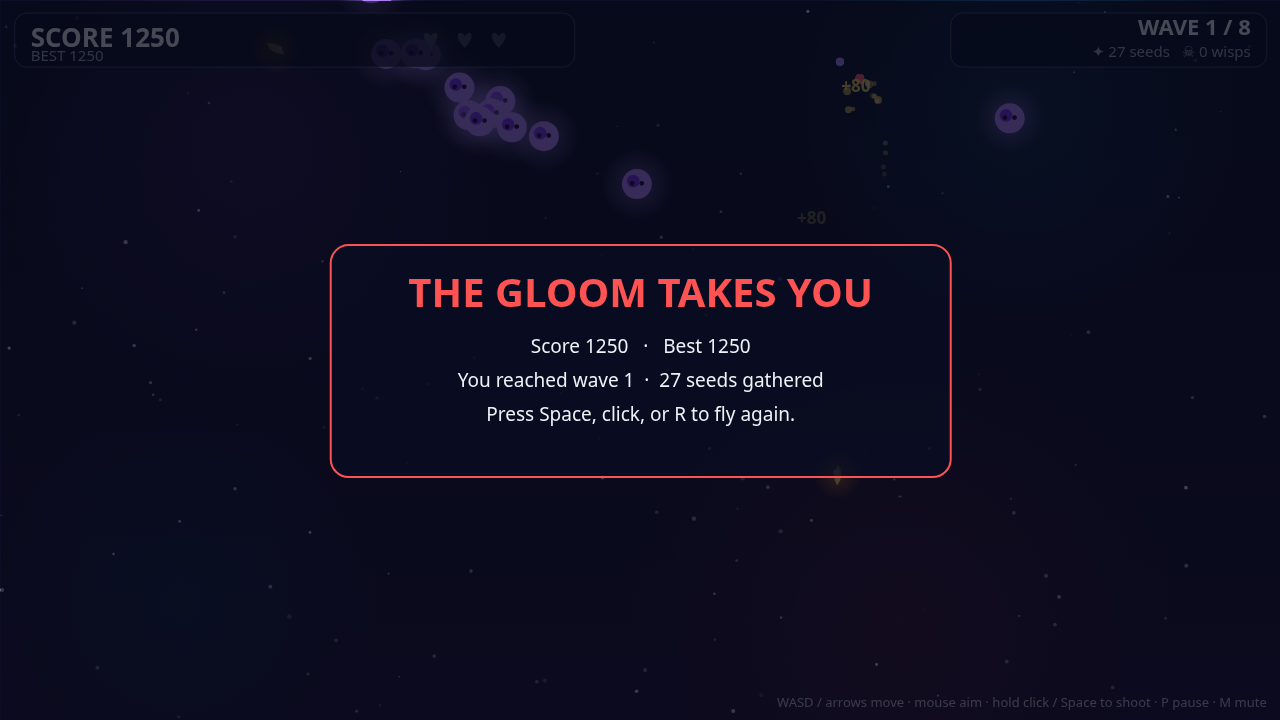 SCORE 1250
BEST 1250
WAVE 1 / 8
✦ 27 seeds ☠ 0 wisps
+80
+80
THE GLOOM TAKES YOU
Score 1250 · Best 1250
You reached wave 1 · 27 seeds gathered
Press Space, click, or R to fly again.
WASD / arrows move · mouse aim · hold click / Space to shoot · P pause · M mute